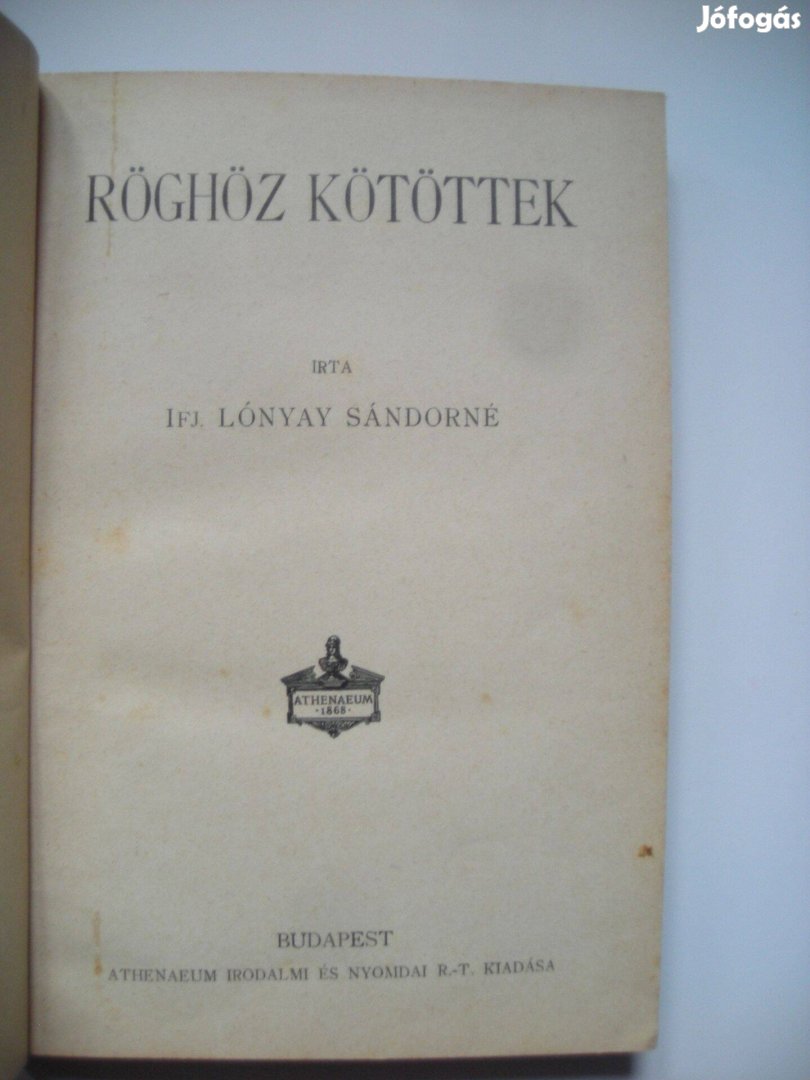 Jófogás
RÖGHÖZ KÖTÖTTEK
IRTA
IFJ. LÓNYAY SÁNDORNÉ
ATHENAEUM
·1868·
BUDAPEST
ATHENAEUM IRODALMI ÉS NYOMDAI R.-T. KIADÁSA